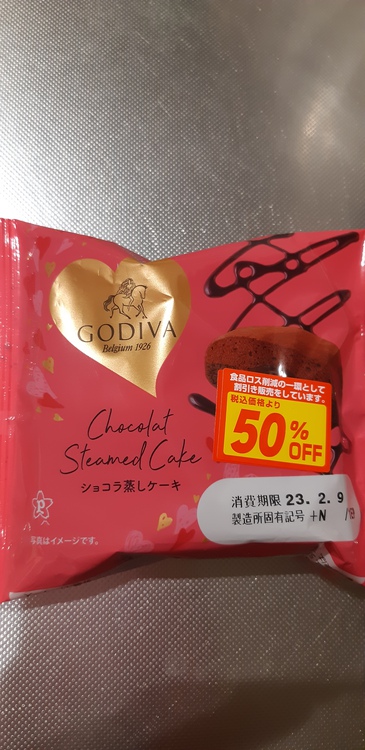 GODIVA
Belgium 1926
Chocolat
Steamed Cake
ショコラ蒸しケーキ
写真はイメージです。
食品ロス削減の一環として
割引き販売をしています。
税込価格より
50%
OFF
消費期限 23. 2. 9
製造所固有記号 +N